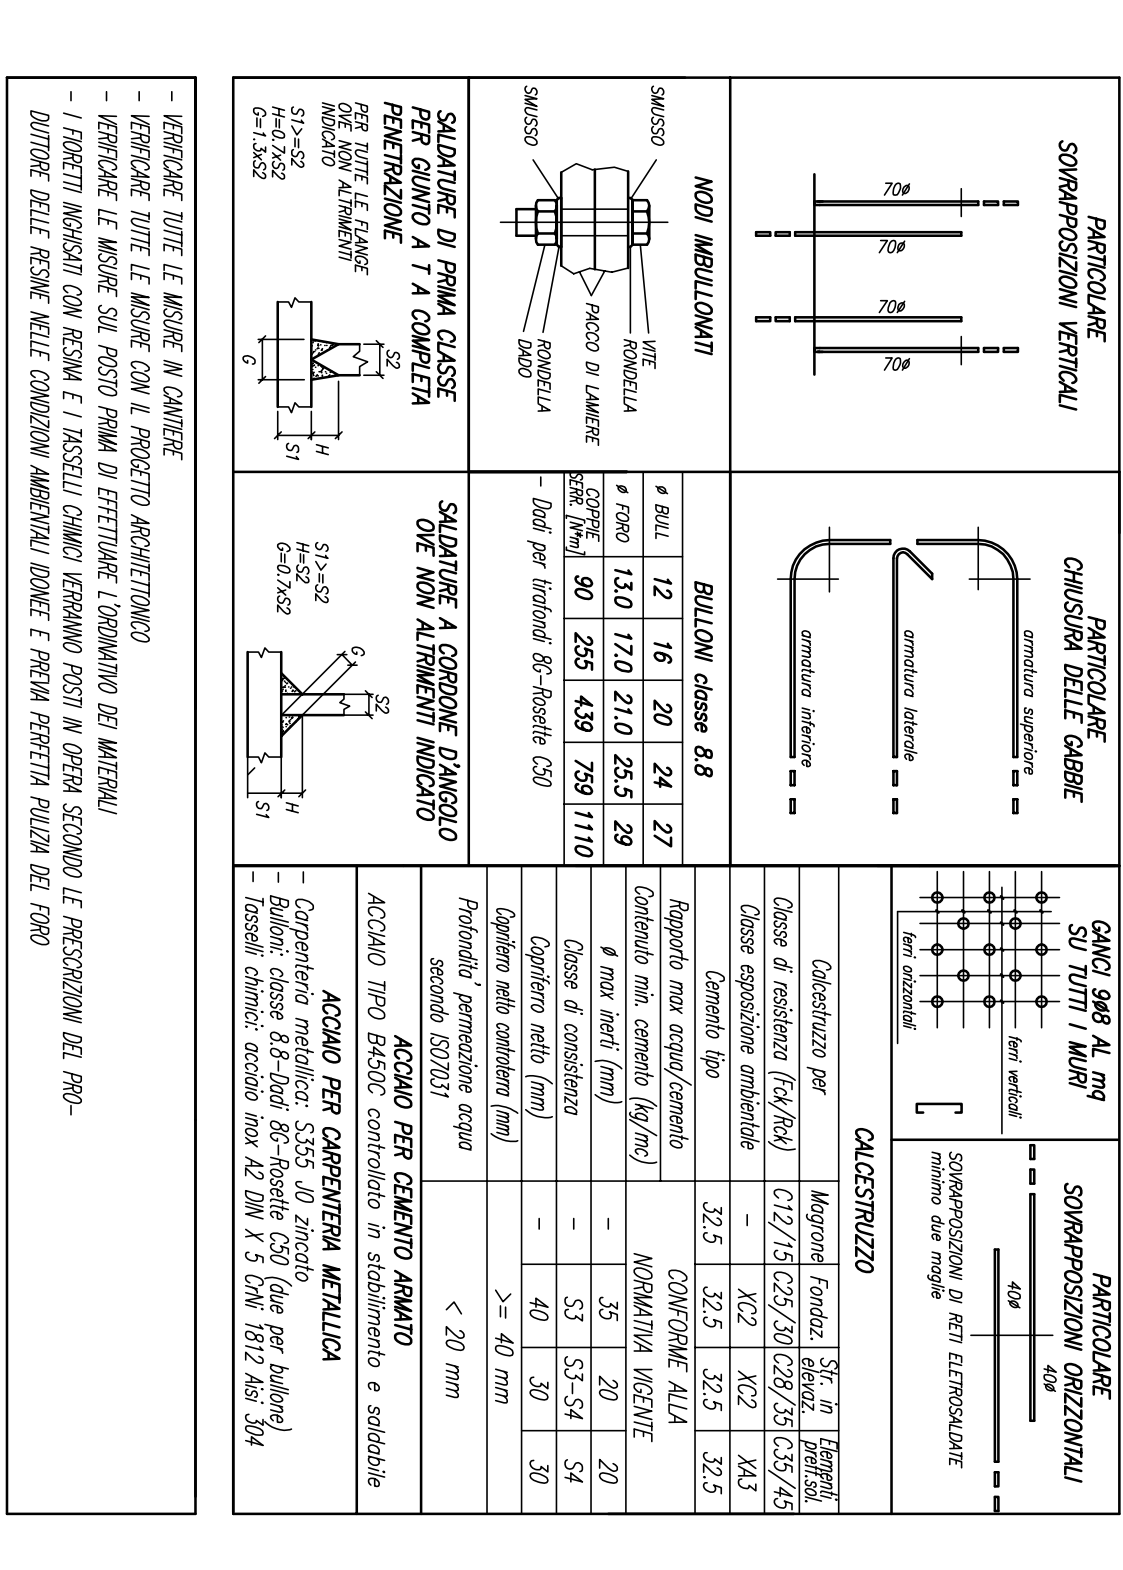 PARTICOLARE
SOVRAPPOSIZIONI VERTICALI
70ø
70ø
70ø
70ø
PARTICOLARE
CHIUSURA DELLE GABBIE
armatura superiore
armatura laterale
armatura inferiore
GANCI 9ø8 AL mq
SU TUTTI I MURI
ferri verticali
ferri orizzontali
PARTICOLARE
SOVRAPPOSIZIONI ORIZZONTALI
40ø
40ø
SOVRAPPOSIZIONI DI RETI ELETROSALDATE
minimo due maglie
NODI IMBULLONATI
SMUSSO
SMUSSO
VITE
RONDELLA
PACCO DI LAMIERE
RONDELLA
DADO
BULLONI classe 8.8
ø BULL 12 16 20 24 27
ø FORO 13.0 17.0 21.0 25.5 29
COPPIE
SERR. [N*m] 90 255 439 759 1110
- Dadi per tirafondi 8G-Rosette C50
SALDATURE DI PRIMA CLASSE
PER GIUNTO A T A COMPLETA
PENETRAZIONE
PER TUTTE LE FLANGE
OVE NON ALTRIMENTI
INDICATO
S1>=S2
H=0.7xS2
G=1.3xS2
S2
H
S1
G
SALDATURE A CORDONE D'ANGOLO
OVE NON ALTRIMENTI INDICATO
S1>=S2
H=S2
G=0.7xS2
G
S2
H
S1
CALCESTRUZZO
Calcestruzzo per Magrone Fondaz. Str. in elevaz. Elementi preff.sol.
Classe di resistenza (Fck/Rck) C12/15 C25/30 C28/35 C35/45
Classe esposizione ambientale - XC2 XC2 XA3
Cemento tipo 32.5 32.5 32.5 32.5
Rapporto max acqua/cemento CONFORME ALLA
Contenuto min. cemento (kg/mc) NORMATIVA VIGENTE
ø max inerti (mm) - 35 20 20
Classe di consistenza - S3 S3-S4 S4
Copriferro netto (mm) - 40 30 30
Copriferro netto controterra (mm) >= 40 mm
Profondita' permeazione acqua
secondo ISO7031 < 20 mm
ACCIAIO PER CEMENTO ARMATO
ACCIAIO TIPO B450C controllato in stabilimento e saldabile
ACCIAIO PER CARPENTERIA METALLICA
- Carpenteria metallica: S355 J0 zincato
- Bulloni: classe 8.8-Dadi 8G-Rosette C50 (due per bullone)
- Tasselli chimici: acciaio inox A2 DIN X 5 CrNi 1812 Aisi 304
- VERIFICARE TUTTE LE MISURE IN CANTIERE
- VERIFICARE TUTTE LE MISURE CON IL PROGETTO ARCHITETTONICO
- VERIFICARE LE MISURE SUL POSTO PRIMA DI EFFETTUARE L'ORDINATIVO DEI MATERIALI
- I FIORETTI INGHISATI CON RESINA E I TASSELLI CHIMICI VERRANNO POSTI IN OPERA SECONDO LE PRESCRIZIONI DEL PRO-
DUTTORE DELLE RESINE NELLE CONDIZIONI AMBIENTALI IDONEE E PREVIA PERFETTA PULIZIA DEL FORO